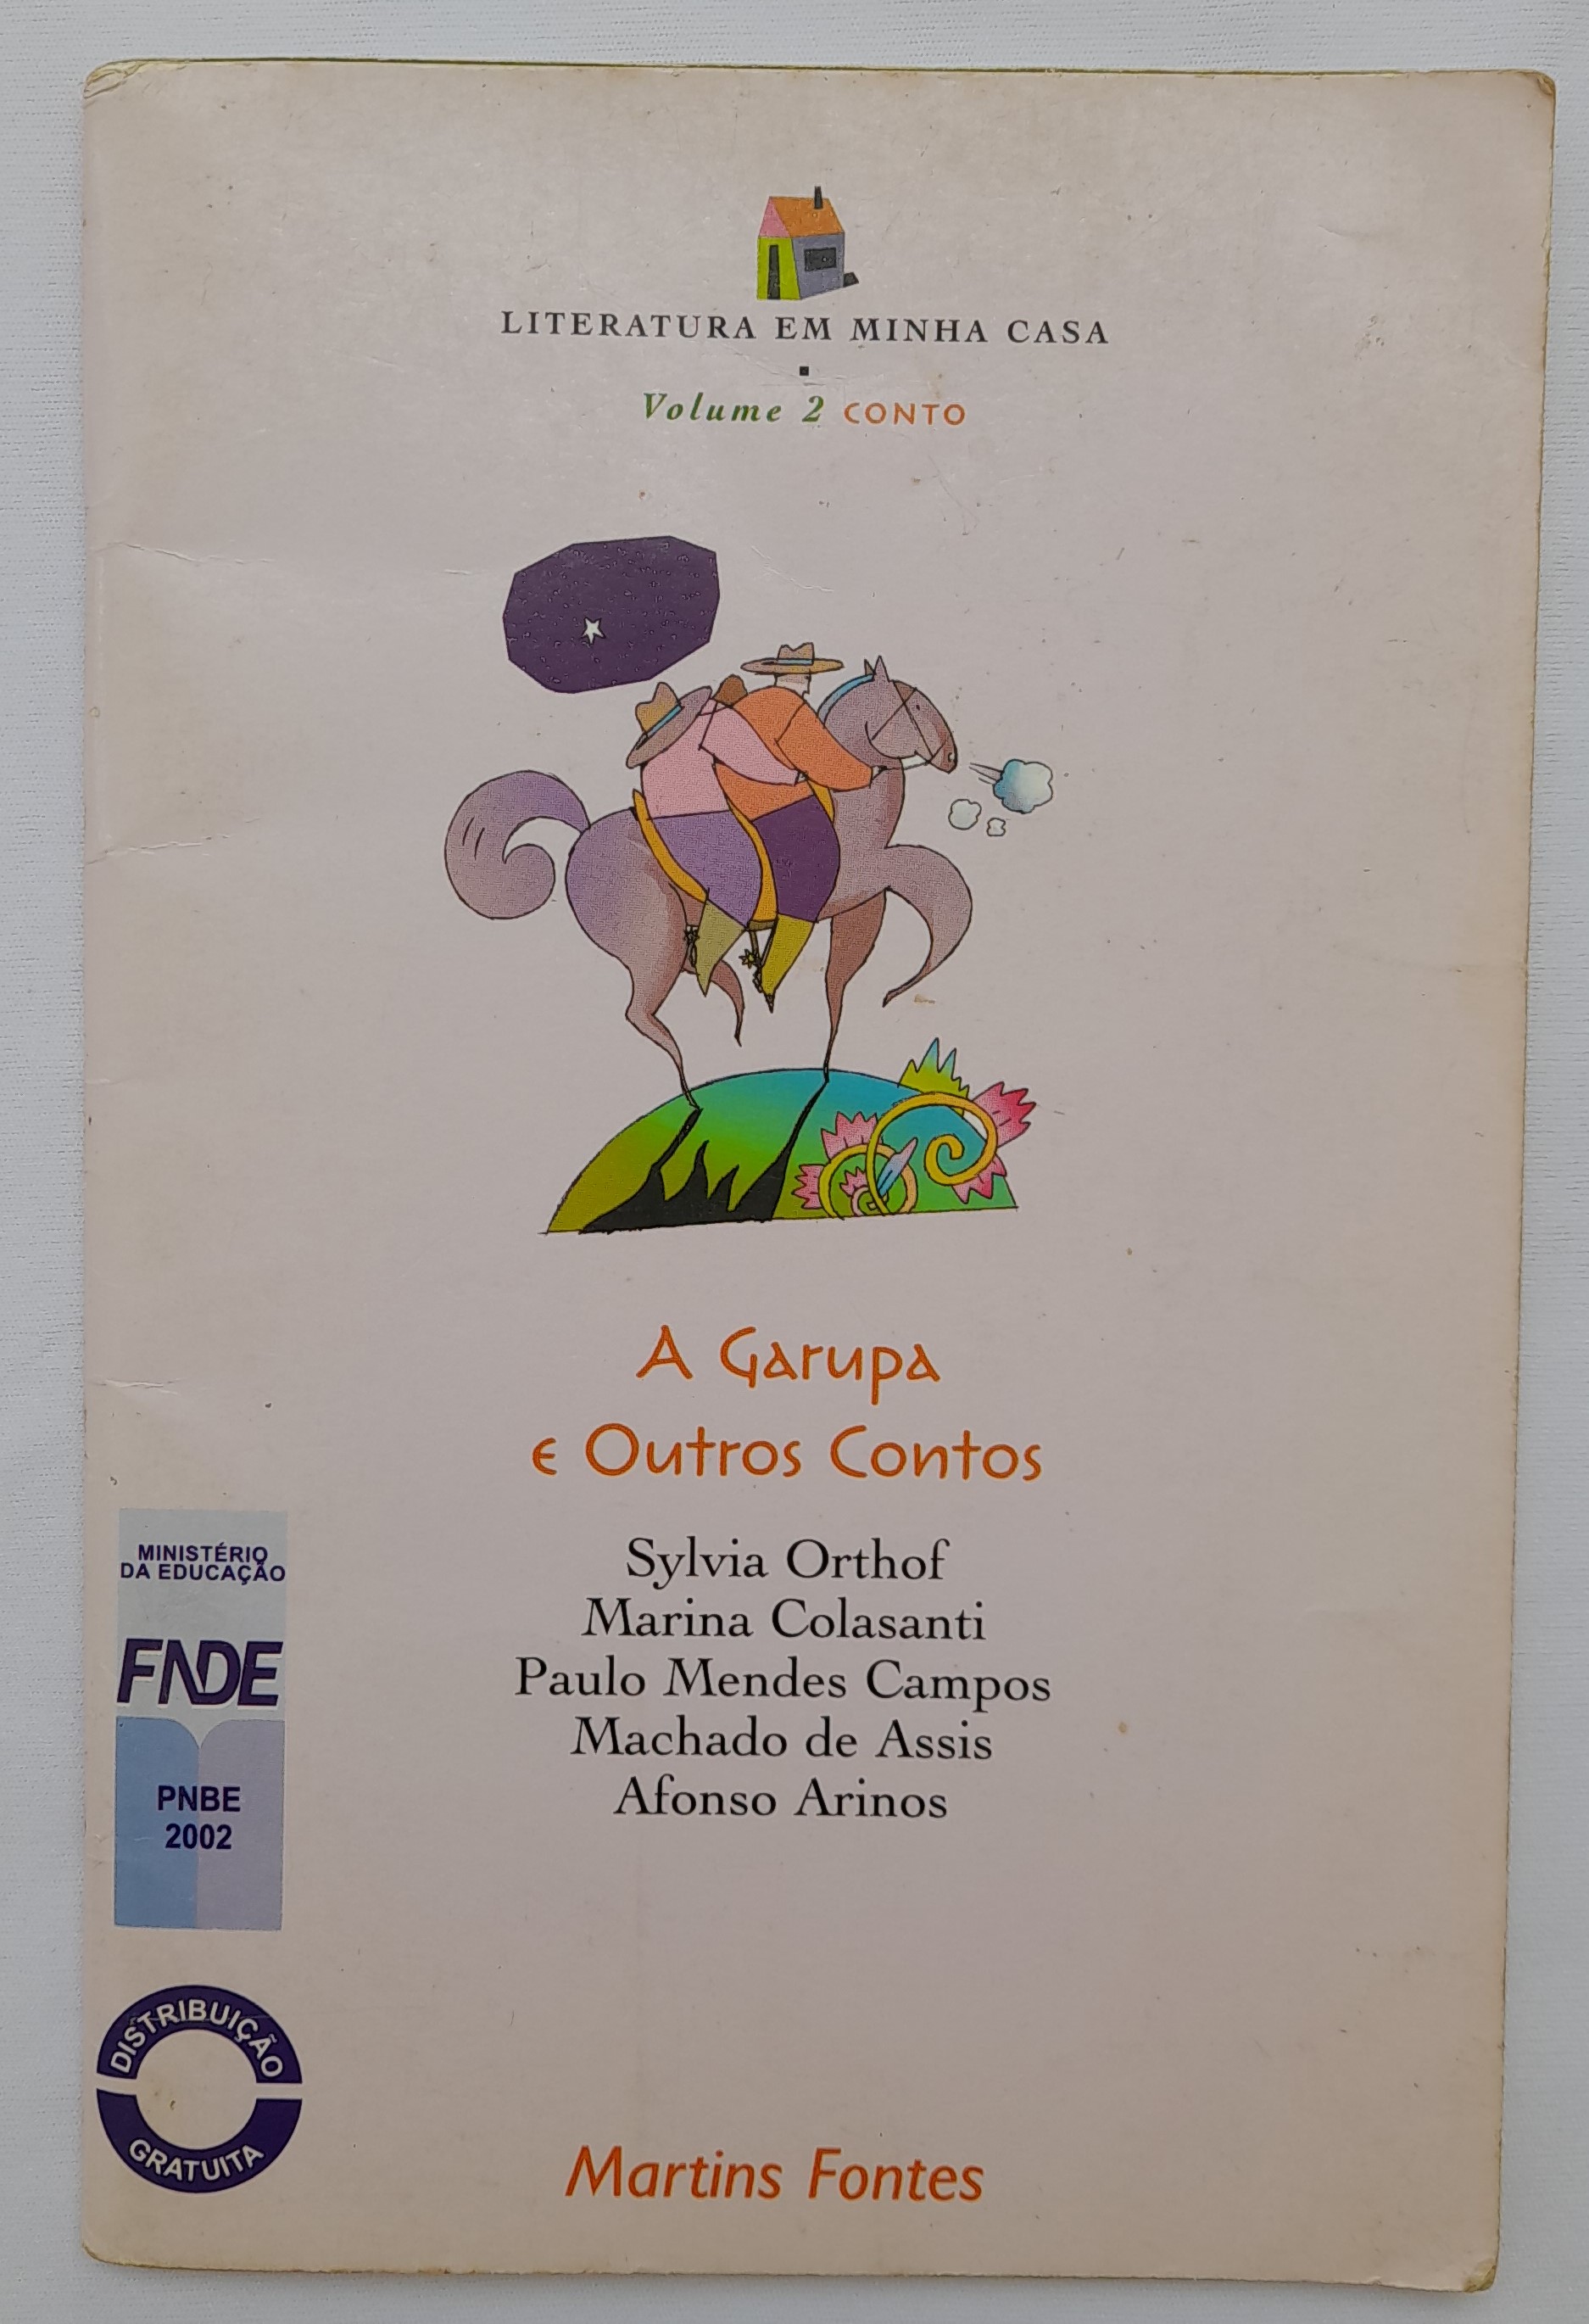 LITERATURA EM MINHA CASA
Volume 2 CONTO
A Garupa
e Outros Contos
Sylvia Orthof
Marina Colasanti
Paulo Mendes Campos
Machado de Assis
Afonso Arinos
MINISTÉRIO
DA EDUCAÇÃO
FNDE
PNBE
2002
DISTRIBUIÇÃO
GRATUITA
Martins Fontes